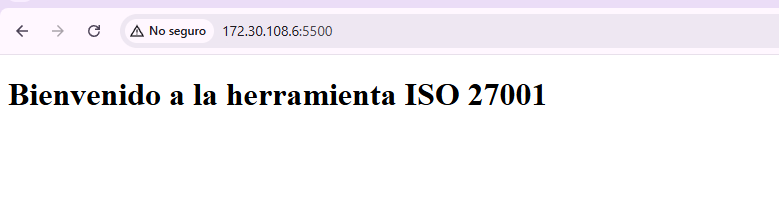 No seguro 172.30.108.6:5500
Bienvenido a la herramienta ISO 27001